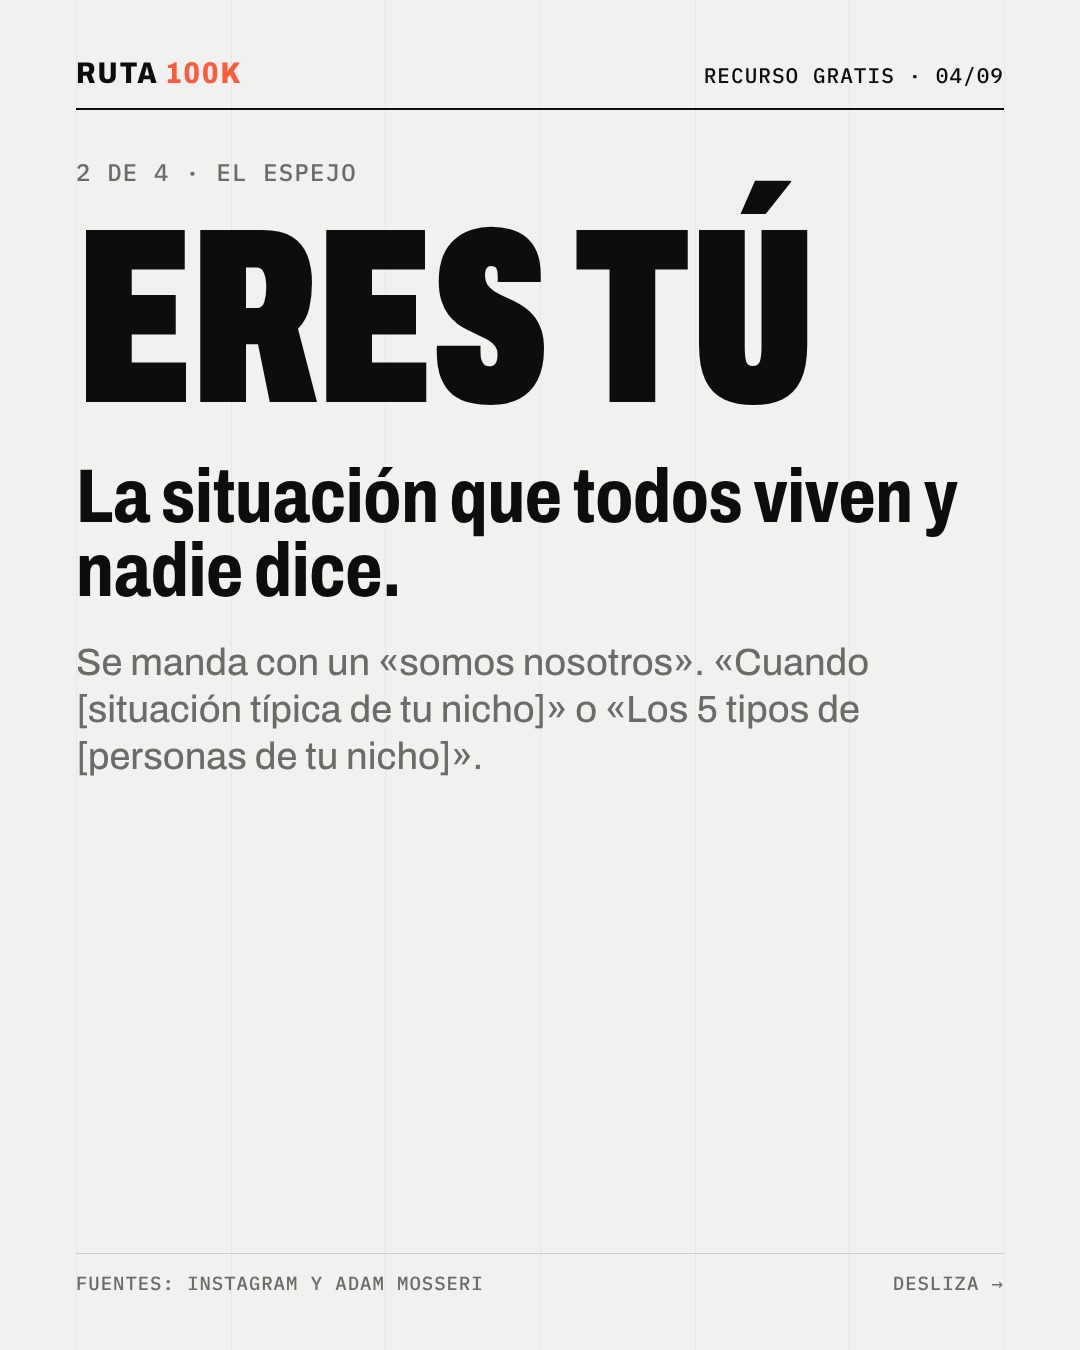 RUTA 100K
RECURSO GRATIS · 04/09
2 DE 4 · EL ESPEJO
ERES TÚ
La situación que todos viven y
nadie dice.
Se manda con un «somos nosotros». «Cuando
[situación típica de tu nicho]» o «Los 5 tipos de
[personas de tu nicho]».
FUENTES: INSTAGRAM Y ADAM MOSSERI
DESLIZA →